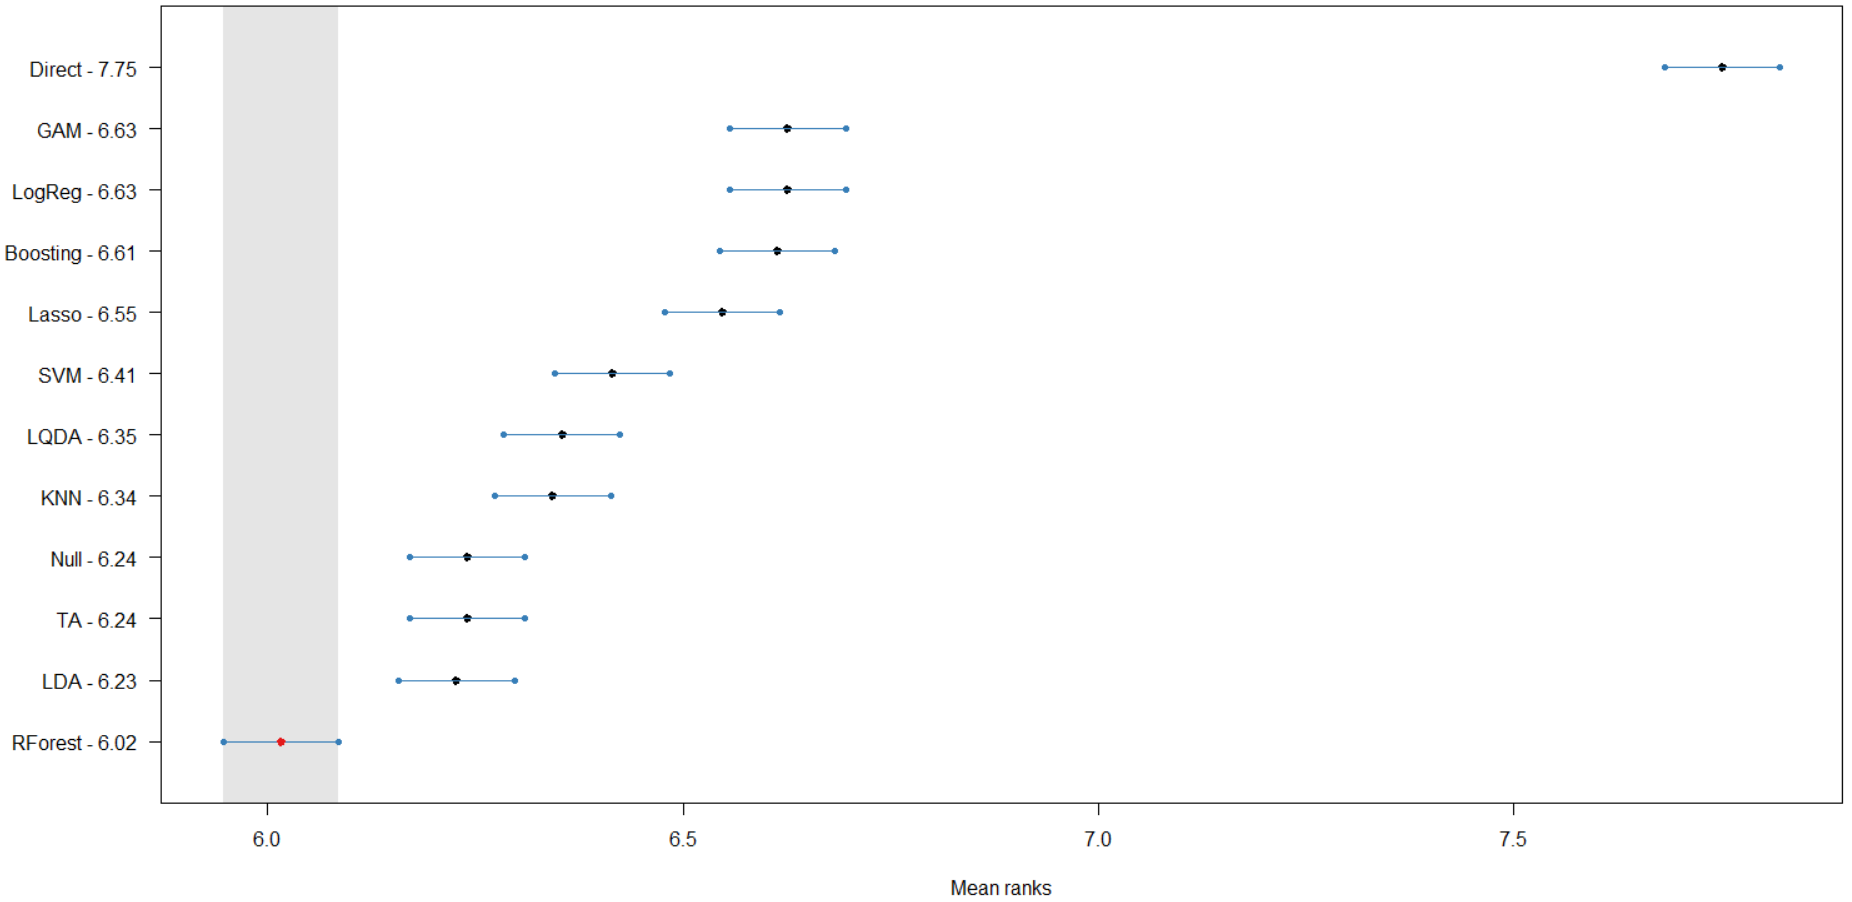 Direct - 7.75
GAM - 6.63
LogReg - 6.63
Boosting - 6.61
Lasso - 6.55
SVM - 6.41
LQDA - 6.35
KNN - 6.34
Null - 6.24
TA - 6.24
LDA - 6.23
RForest - 6.02
6.0 6.5 7.0 7.5
Mean ranks